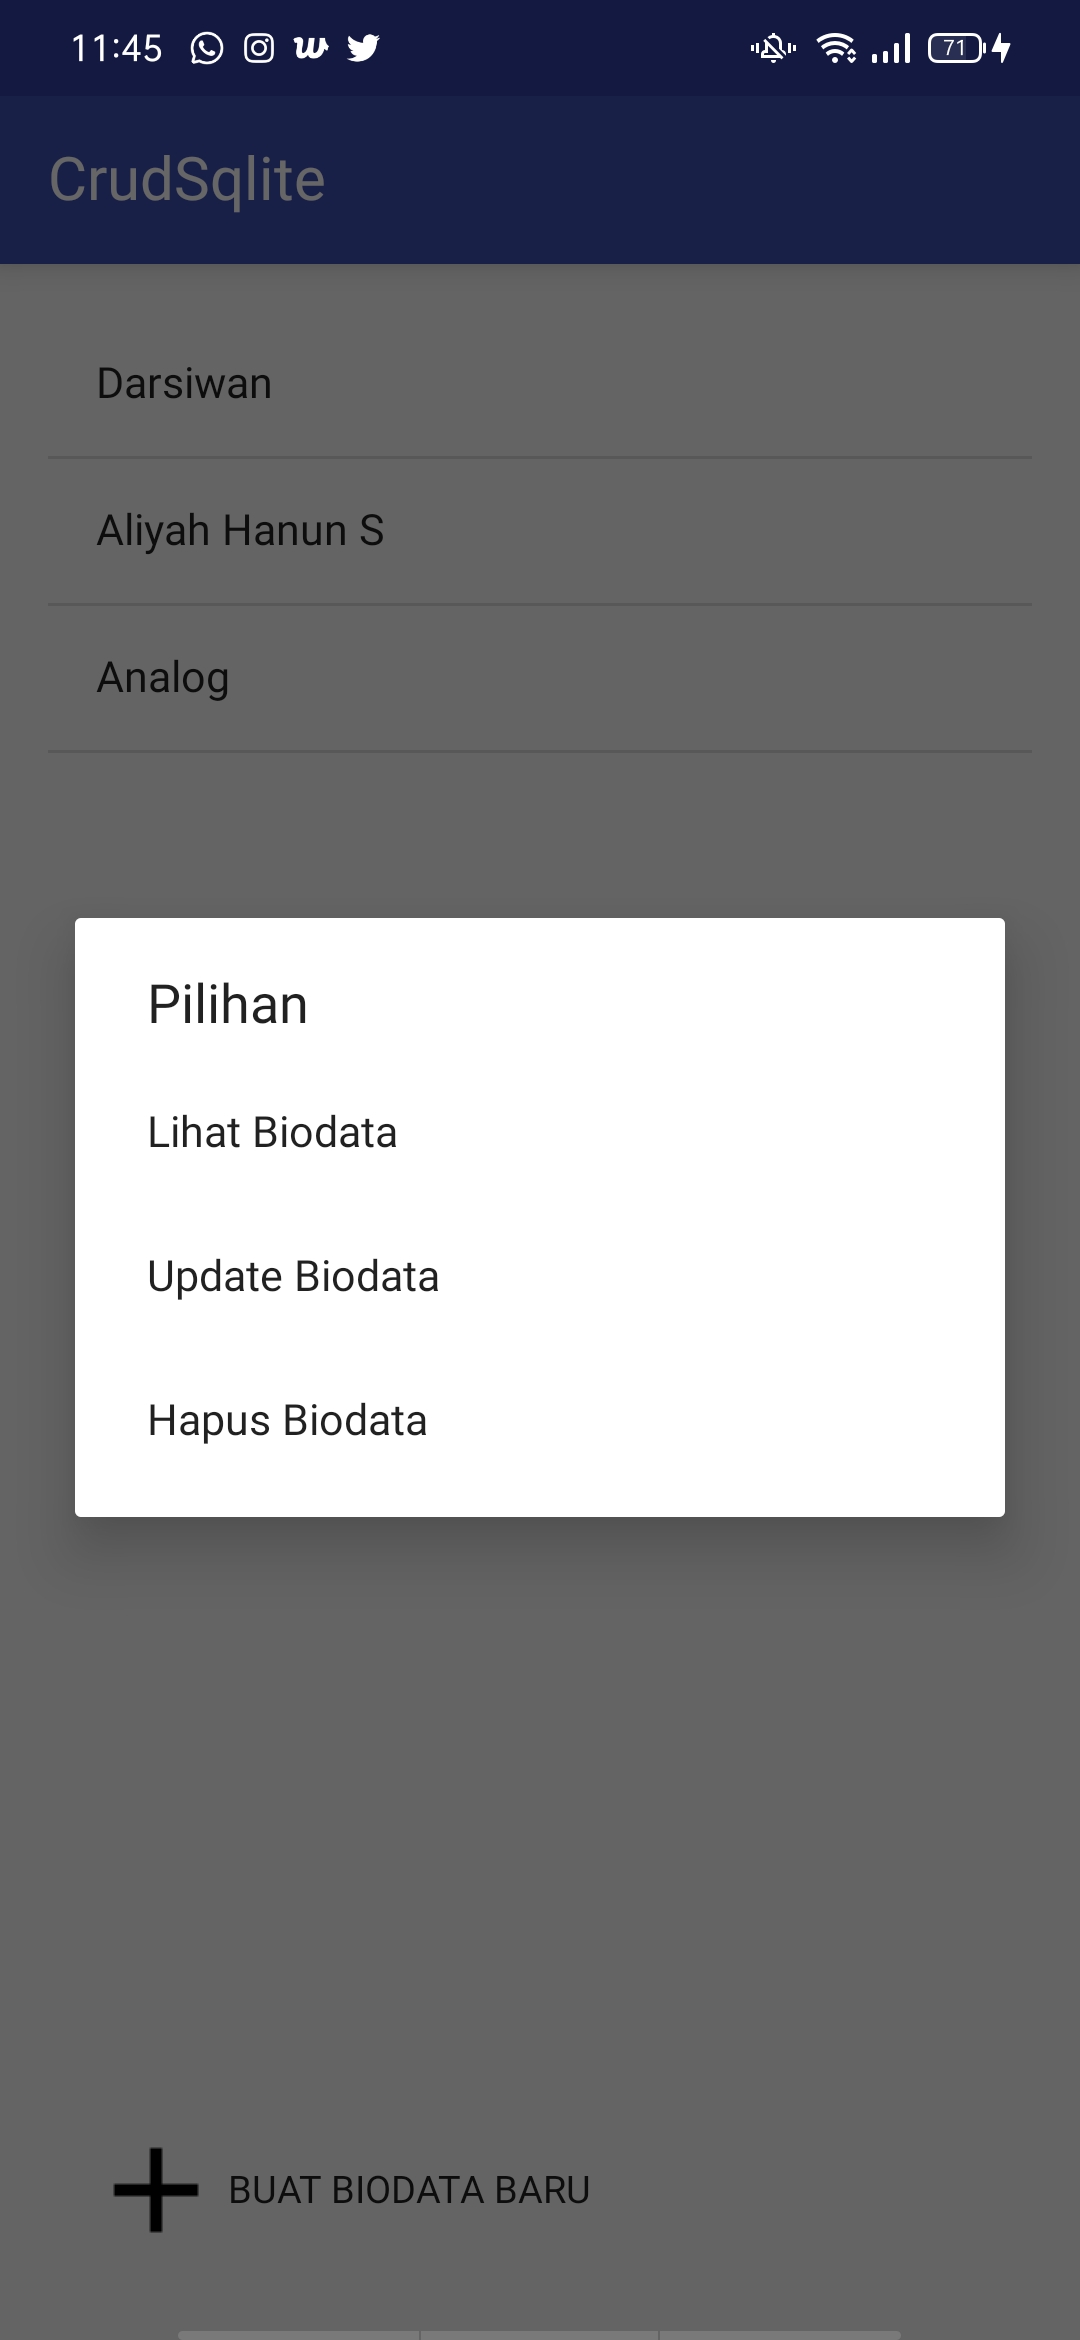 11:45
71
CrudSqlite
Darsiwan
Aliyah Hanun S
Analog
Pilihan
Lihat Biodata
Update Biodata
Hapus Biodata
BUAT BIODATA BARU